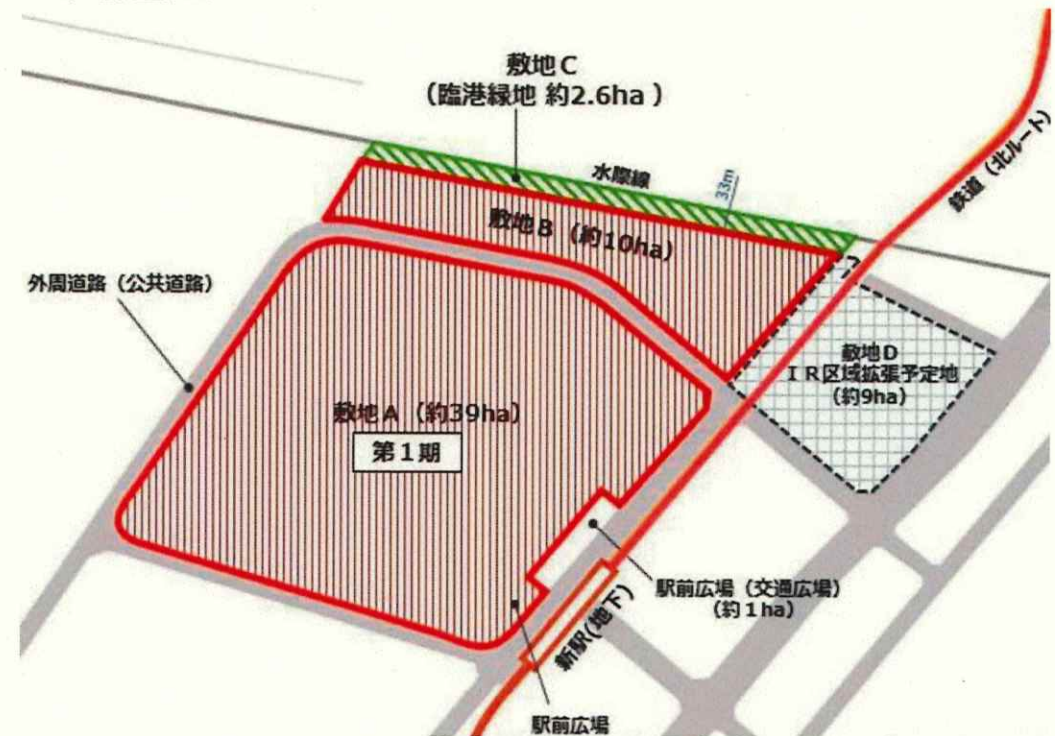 敷地C
（臨港緑地 約2.6ha ）
水際線
33m
鉄道（北ルート）
敷地B（約10ha）
外周道路（公共道路）
敷地D
ＩＲ区域拡張予定地
（約9ha）
敷地A（約39ha）
第１期
駅前広場（交通広場）
（約１ha）
新駅(地下)
駅前広場